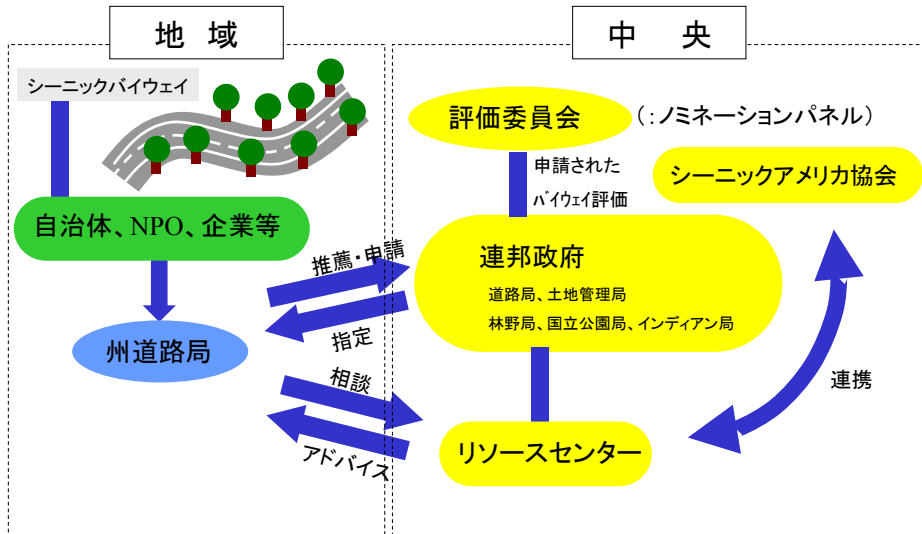 地 域
シーニックバイウェイ
自治体、NPO、企業等
州道路局
推薦・申請
指定
相談
アドバイス
中 央
評価委員会
(:ノミネーションパネル)
申請された
バイウェイ評価
シーニックアメリカ協会
連邦政府
道路局、土地管理局
林野局、国立公園局、インディアン局
連携
リソースセンター